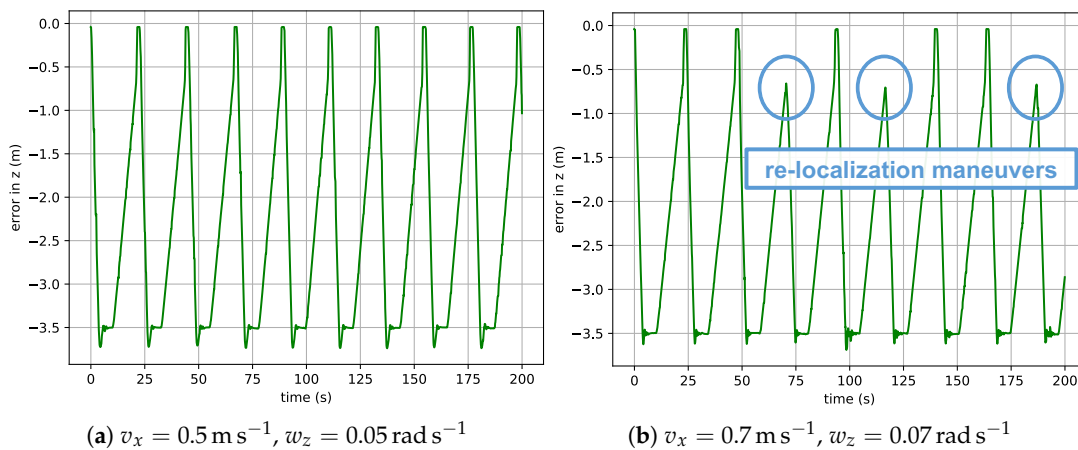 0.0
−0.5
−1.0
−1.5
−2.0
−2.5
−3.0
−3.5
error in z (m)
0 25 50 75 100 125 150 175 200
time (s)
(a) vₓ = 0.5 m s⁻¹, w_z = 0.05 rad s⁻¹
0.0
−0.5
−1.0
−1.5
−2.0
−2.5
−3.0
−3.5
error in z (m)
re-localization maneuvers
0 25 50 75 100 125 150 175 200
time (s)
(b) vₓ = 0.7 m s⁻¹, w_z = 0.07 rad s⁻¹